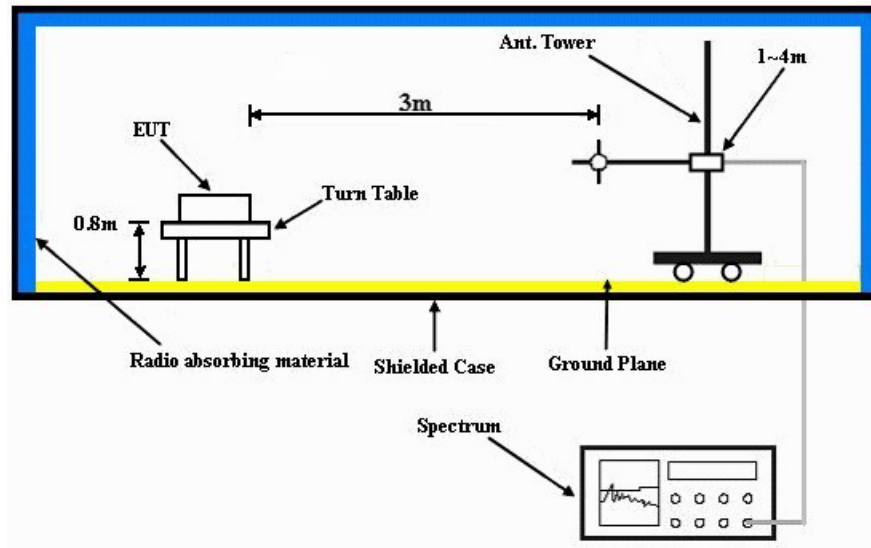 Ant. Tower
1~4m
3m
EUT
Turn Table
0.8m
Radio absorbing material
Shielded Case
Ground Plane
Spectrum